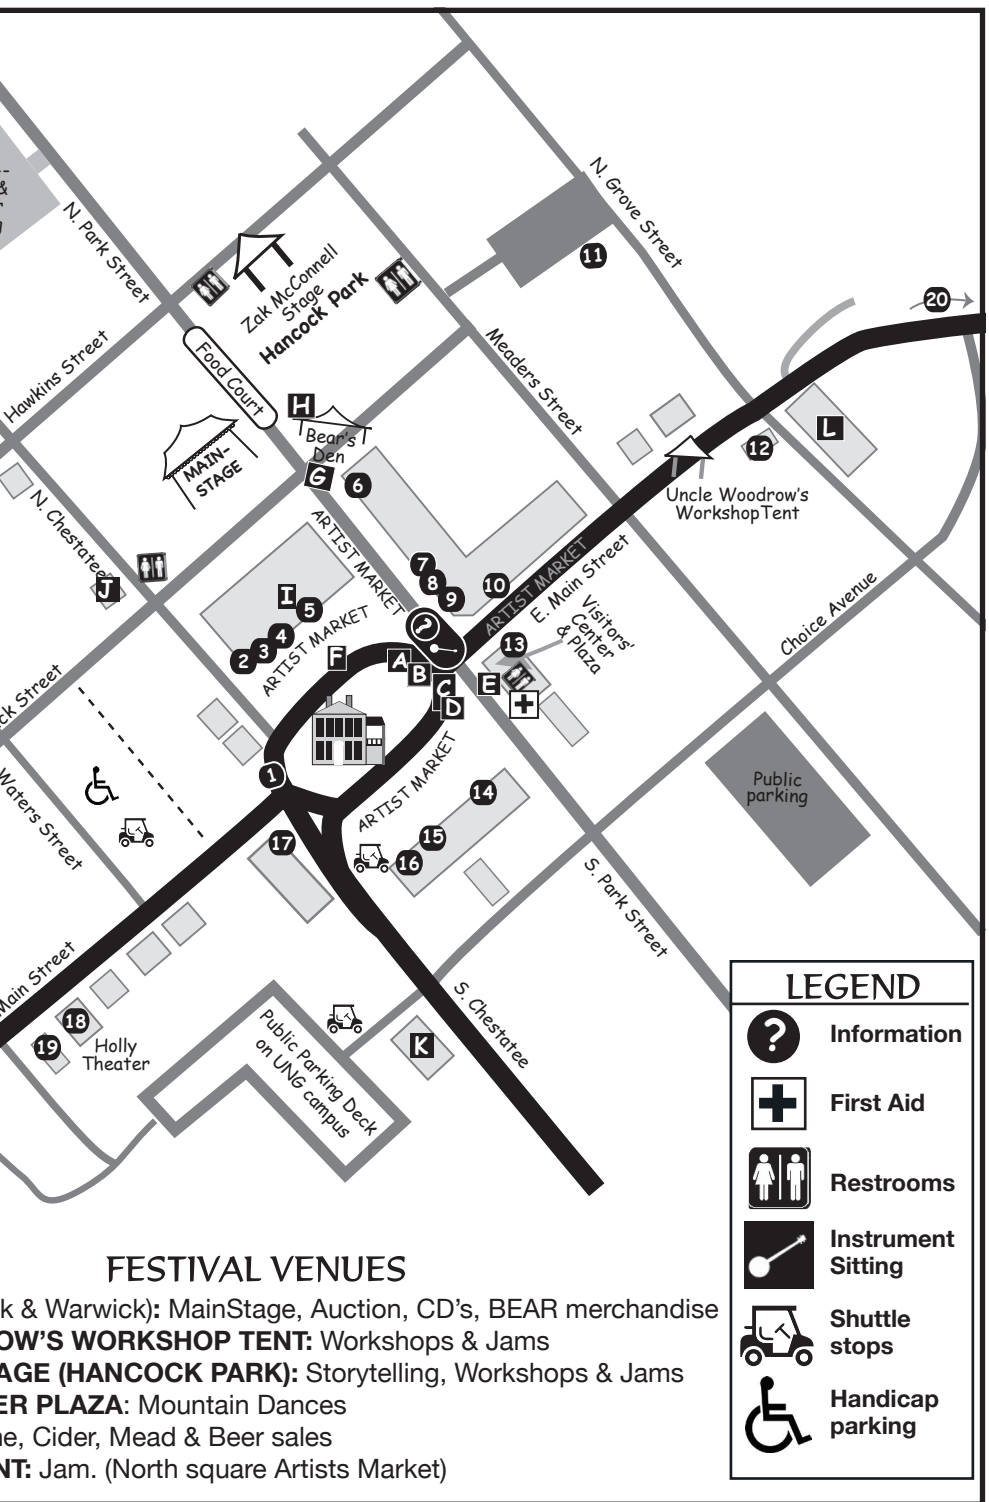 N. Grove Street
N. Park Street
&
11
20
Zak McConnell
Stage
Hancock Park
Hawkins Street
Food Court
Meaders Street
H
Bear's
Den
G
6
MAIN-
STAGE
L
12
Uncle Woodrow's
WorkshopTent
N. Chestatee
J
ARTIST MARKET
I
5
4
3
2
ARTIST MARKET
7
8
9
10
ARTIST MARKET
E. Main Street
?
Visitors'
Center
& Plaza
13
Choice Avenue
F
A
B
C
D
E
ck Street
Waters Street
1
ARTIST MARKET
14
15
16
17
Public
parking
S. Park Street
Main Street
18
19
Holly
Theater
Public Parking Deck
on UNG campus
K
S. Chestatee
LEGEND
?
Information
First Aid
Restrooms
Instrument
Sitting
Shuttle
stops
Handicap
parking
FESTIVAL VENUES
k & Warwick): MainStage, Auction, CD's, BEAR merchandise
OW'S WORKSHOP TENT: Workshops & Jams
AGE (HANCOCK PARK): Storytelling, Workshops & Jams
ER PLAZA: Mountain Dances
ne, Cider, Mead & Beer sales
NT: Jam. (North square Artists Market)